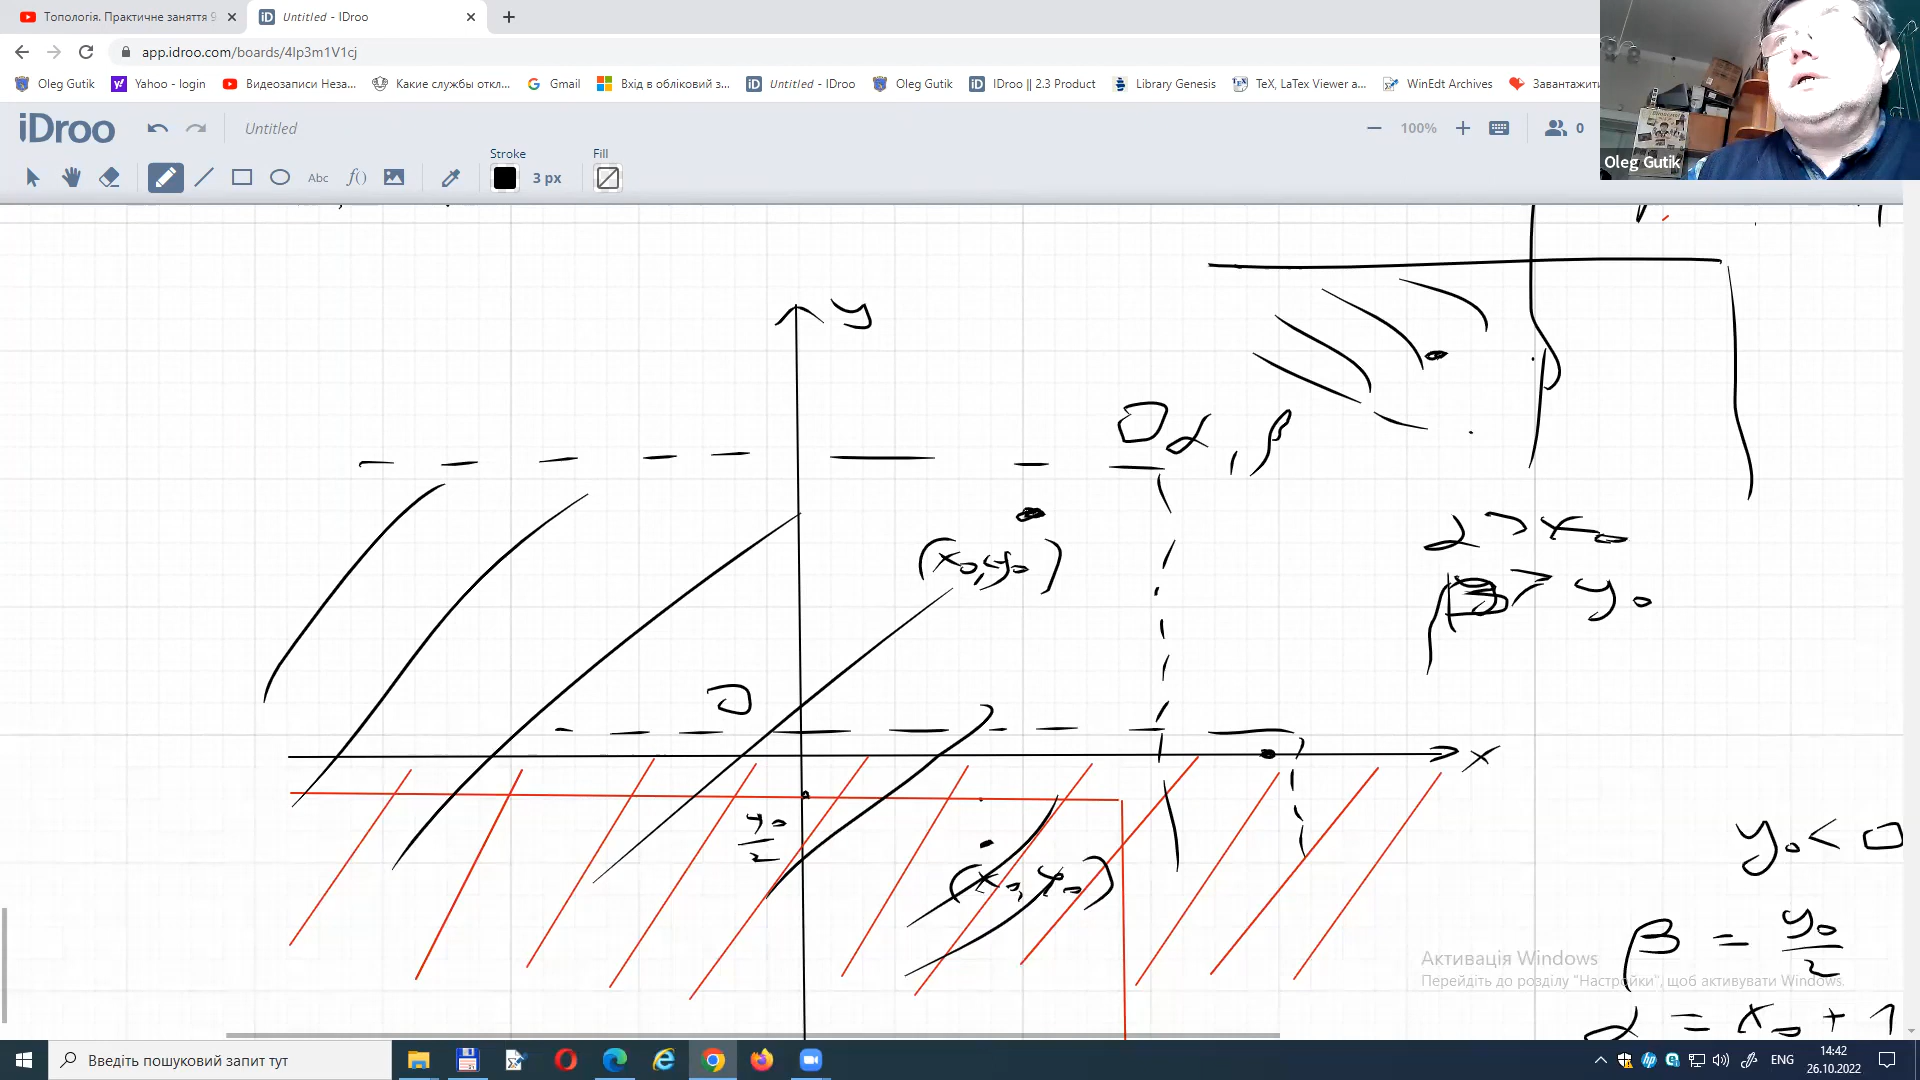 Топологія. Практичне заняття 9
Untitled - IDroo
app.idroo.com/boards/4lp3m1V1cj
Oleg Gutik
Yahoo - login
Видеозаписи Неза...
Какие службы откл...
Gmail
Вхід в обліковий з...
Untitled - IDroo
Oleg Gutik
IDroo || 2.3 Product
Library Genesis
TeX, LaTex Viewer a...
WinEdt Archives
Завантажити
Oleg Gutik
iDroo
Untitled
100%
0
Abc
f()
Stroke
3 px
Fill
y
O α, β
(x₀, y₀)
α > x₀
β > y₀
x
y₀/2
(x₀, y₀)
y₀ < 0
β = y₀/2
α = x₀ + 1
Активація Windows
Перейдіть до розділу "Настройки", щоб активувати Windows.
Введіть пошуковий запит тут
ENG
14:42
26.10.2022